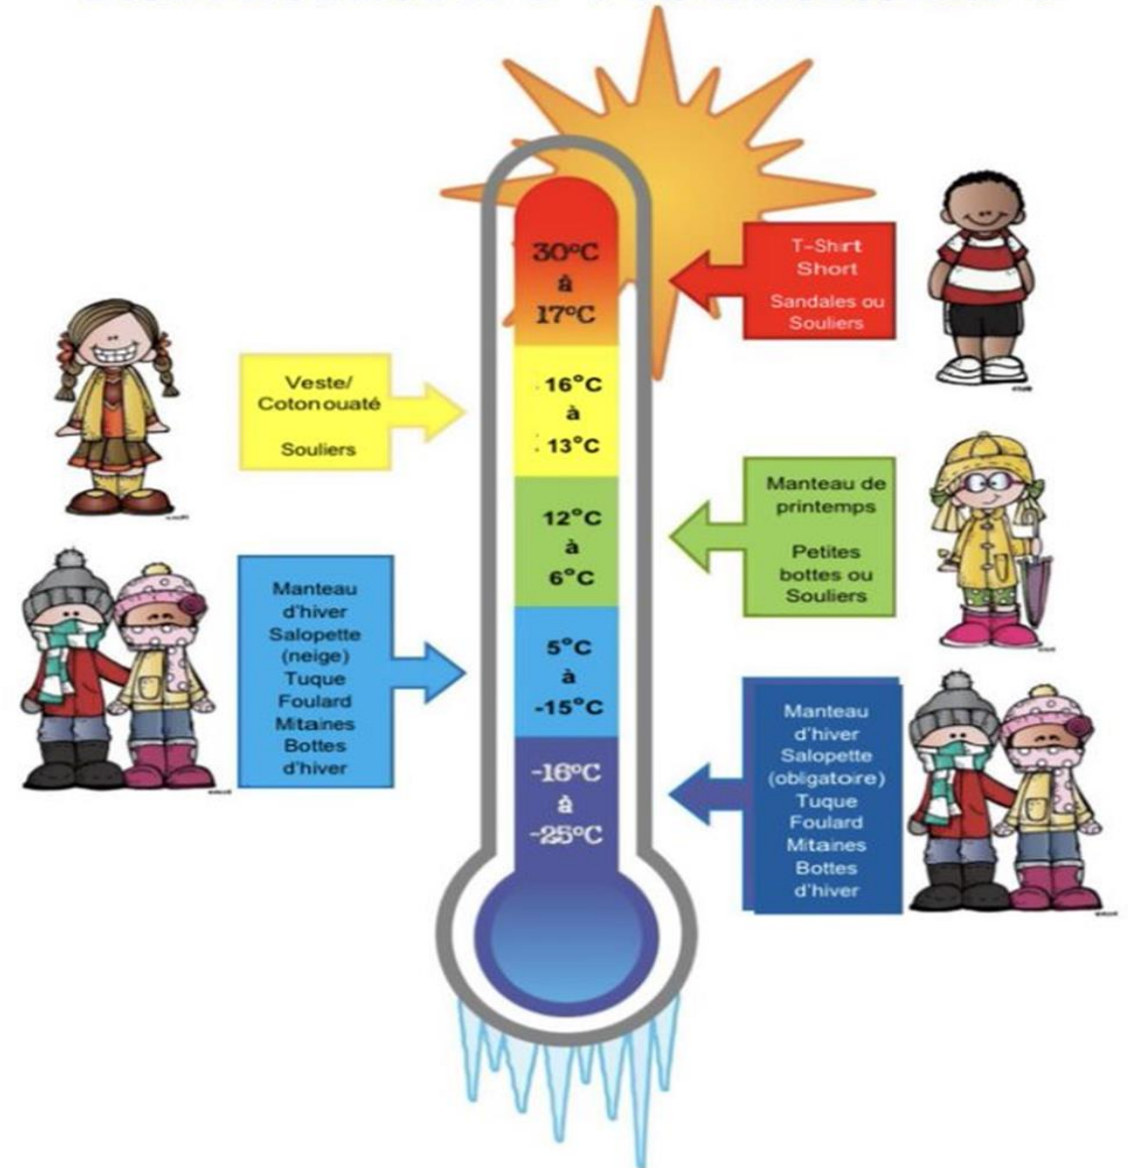 30°C
à
17°C
T-Shirt
Short
Sandales ou
Souliers
Veste/
Coton ouaté
Souliers
16°C
à
13°C
12°C
à
6°C
Manteau de
printemps
Petites
bottes ou
Souliers
Manteau
d'hiver
Salopette
(neige)
Tuque
Foulard
Mitaines
Bottes
d'hiver
5°C
à
-15°C
-16°C
à
-25°C
Manteau
d'hiver
Salopette
(obligatoire)
Tuque
Foulard
Mitaines
Bottes
d'hiver